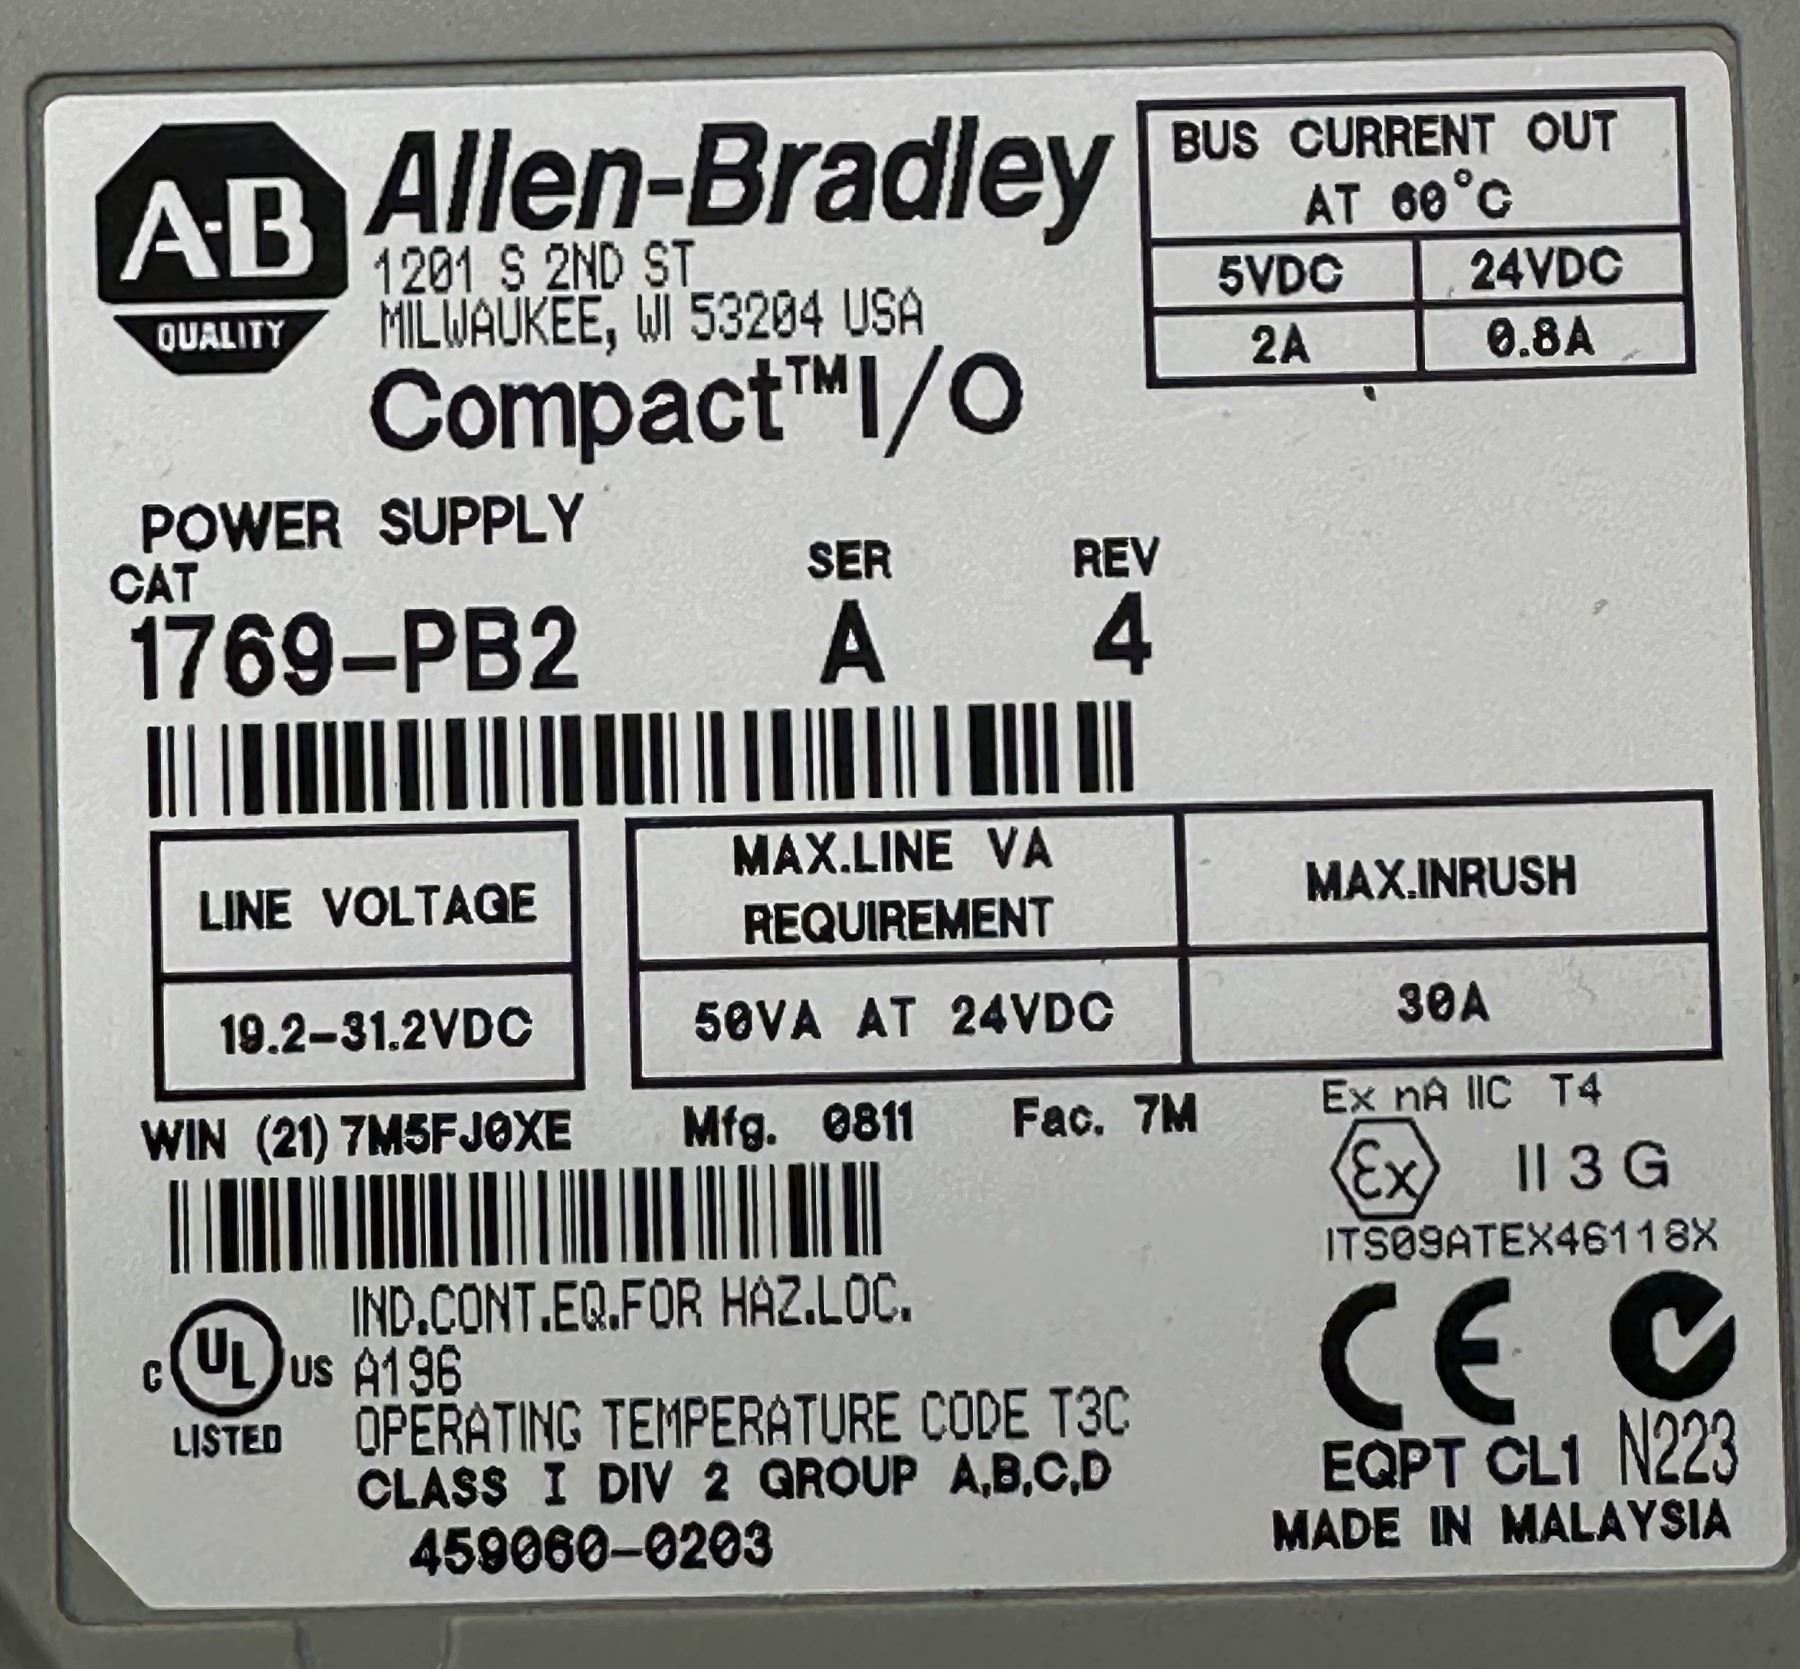 A-B
QUALITY
Allen-Bradley
1201 S 2ND ST
MILWAUKEE, WI 53204 USA
Compact™ I/O
BUS CURRENT OUT
AT 60°C
5VDC 24VDC
2A 0.8A
POWER SUPPLY
CAT SER REV
1769-PB2 A 4
LINE VOLTAGE
19.2-31.2VDC
MAX.LINE VA
REQUIREMENT
50VA AT 24VDC
MAX.INRUSH
30A
WIN (21) 7M5FJ0XE Mfg. 0811 Fac. 7M
Ex nA IIC T4
Ex II 3 G
ITS09ATEX46118X
C UL US
LISTED
IND.CONT.EQ.FOR HAZ.LOC.
A196
OPERATING TEMPERATURE CODE T3C
CLASS I DIV 2 GROUP A,B,C,D
459060-0203
CE
EQPT CL1 N223
MADE IN MALAYSIA